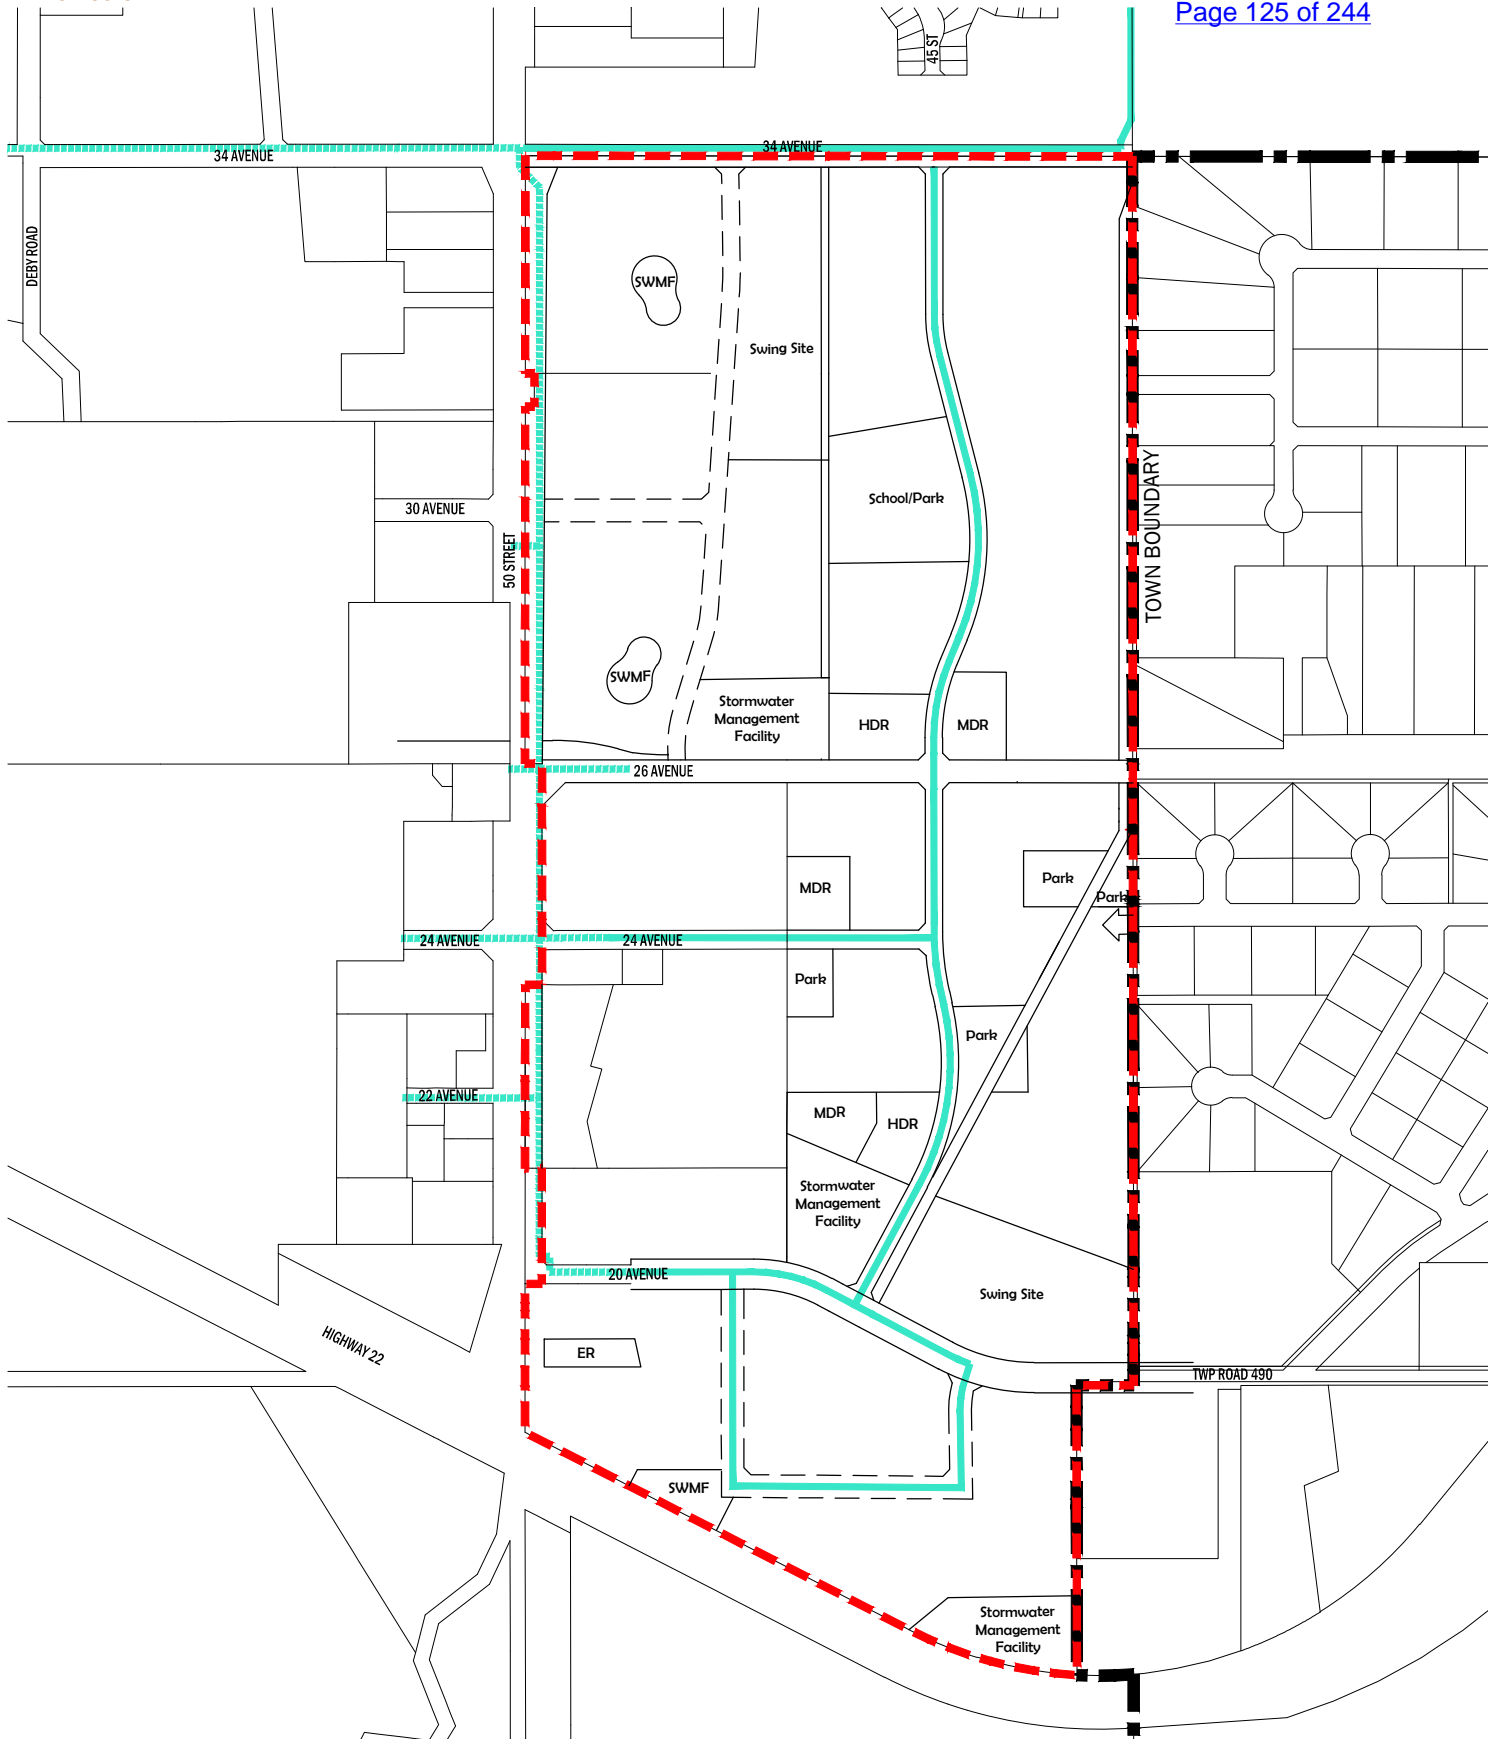 Page 125 of 244
45 ST
34 AVENUE
34 AVENUE
DEBY ROAD
SWMF
Swing Site
TOWN BOUNDARY
School/Park
30 AVENUE
50 STREET
SWMF
Stormwater
Management
Facility
HDR
MDR
26 AVENUE
MDR
Park
Park
24 AVENUE
24 AVENUE
Park
Park
22 AVENUE
MDR
HDR
Stormwater
Management
Facility
20 AVENUE
Swing Site
HIGHWAY 22
ER
TWP ROAD 490
SWMF
Stormwater
Management
Facility